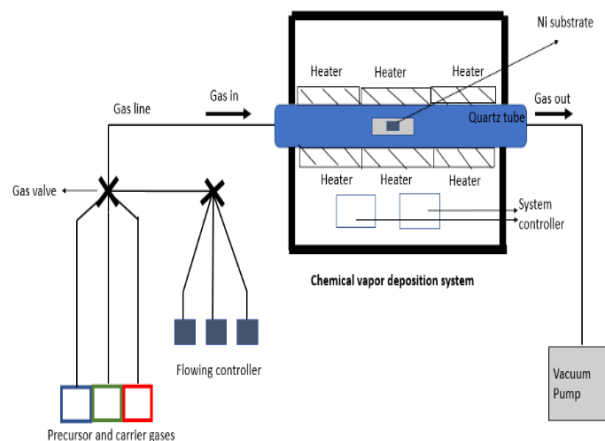 Ni substrate
Heater
Heater
Heater
Gas in
Gas out
Gas line
Quartz tube
Gas valve
Heater
Heater
Heater
System
controller
Chemical vapor deposition system
Flowing controller
Vacuum
Pump
Precursor and carrier gases